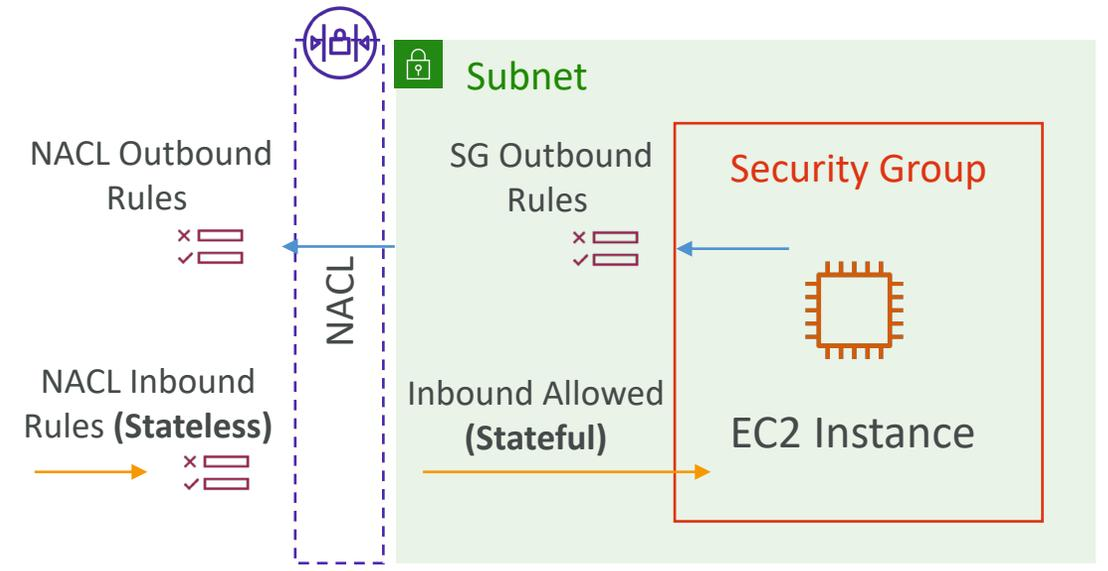 Subnet
NACL Outbound
Rules
SG Outbound
Rules
Security Group
NACL
NACL Inbound
Rules (Stateless)
Inbound Allowed
(Stateful)
EC2 Instance